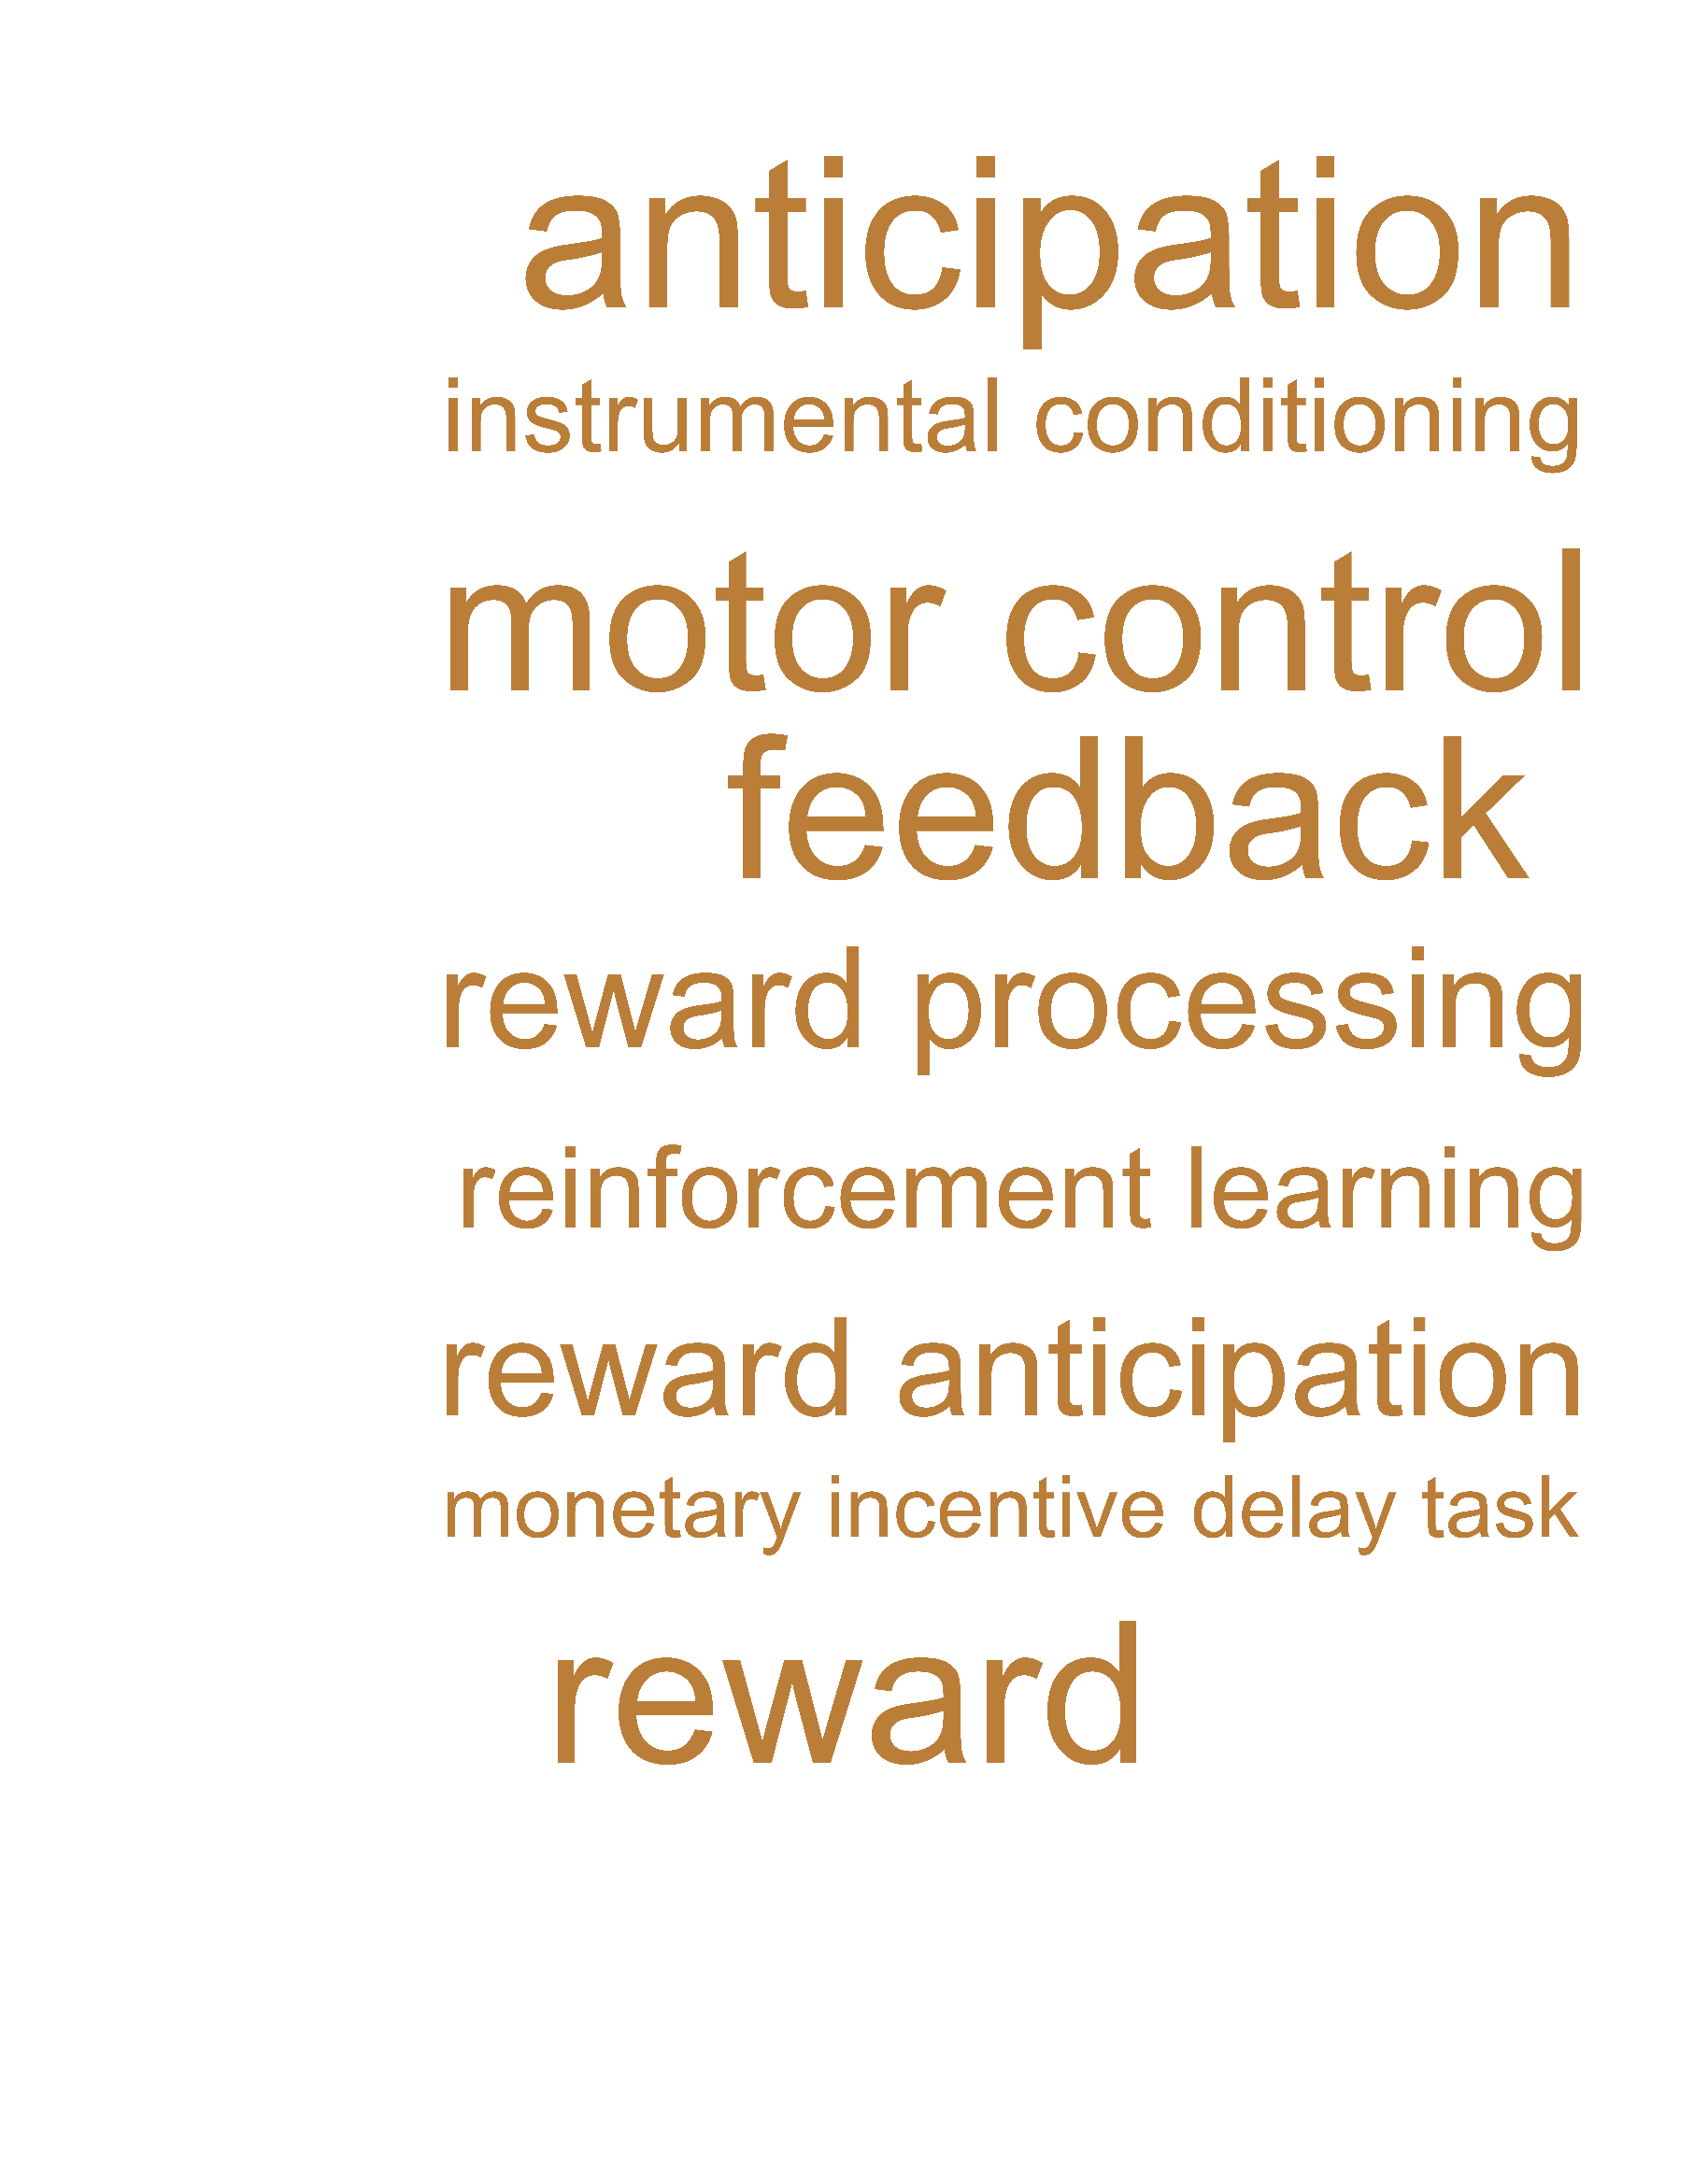 anticipation
instrumental conditioning
motor control
feedback
reward processing
reinforcement learning
reward anticipation
monetary incentive delay task
reward